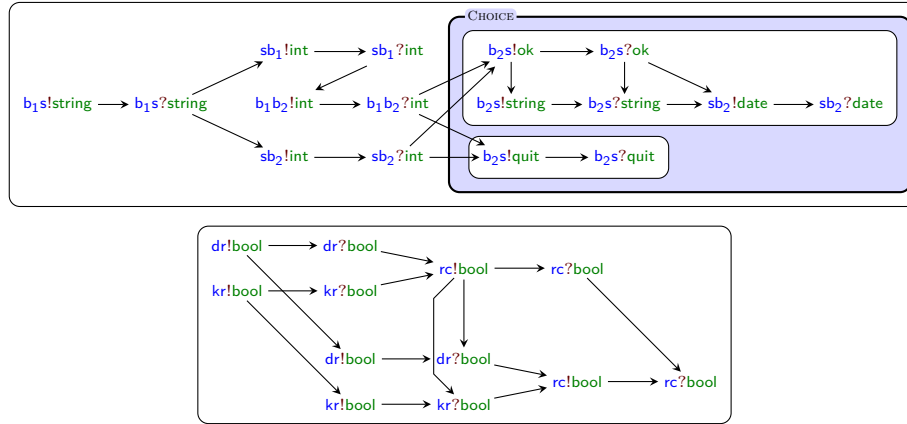 CHOICE
sb₁!int sb₁?int b₂s!ok b₂s?ok
b₁s!string b₁s?string b₁b₂!int b₁b₂?int b₂s!string b₂s?string sb₂!date sb₂?date
sb₂!int sb₂?int b₂s!quit b₂s?quit
dr!bool dr?bool
rc!bool rc?bool
kr!bool kr?bool
dr!bool dr?bool
rc!bool rc?bool
kr!bool kr?bool